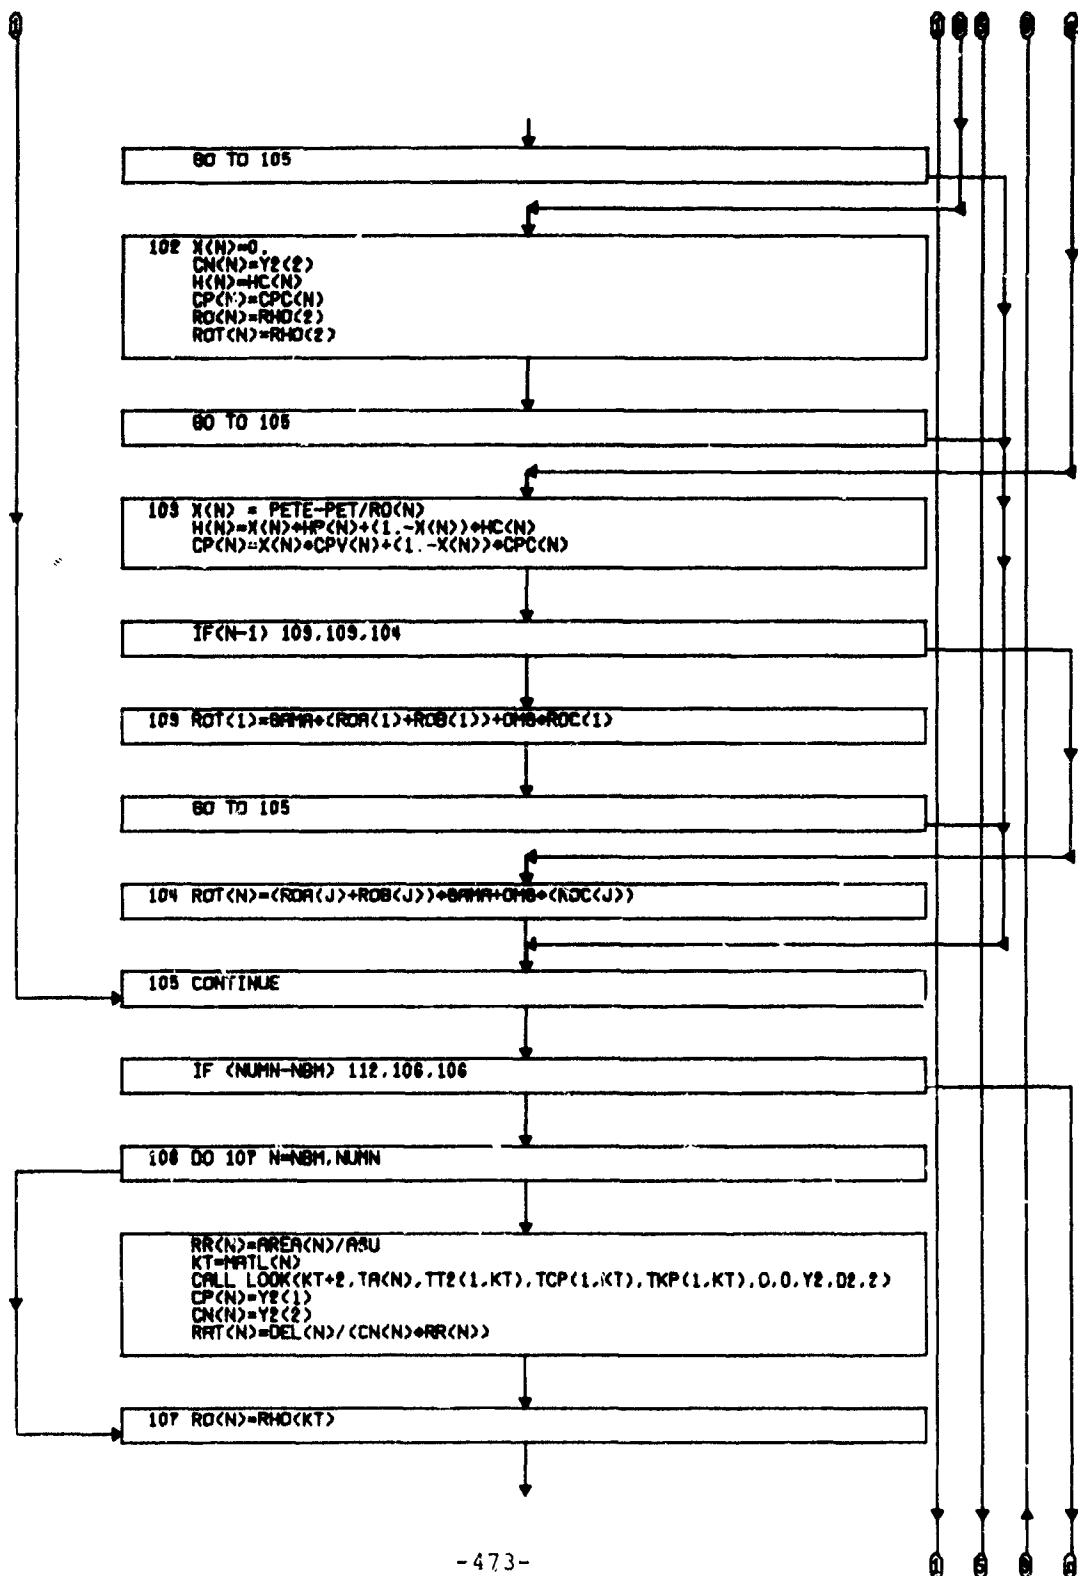 GO TO 105
102 X(N)=0.
CN(N)=Y2(2)
H(N)=HC(N)
CP(N)=CPC(N)
RO(N)=RHO(2)
ROT(N)=RHO(2)
GO TO 105
103 X(N) = PETE-PET/RO(N)
H(N)=X(N)*HP(N)+(1.-X(N))*HC(N)
CP(N)=X(N)*CPV(N)+(1.-X(N))*CPC(N)
IF(N-1) 109,109,104
109 ROT(1)=GAMA*(ROA(1)+ROB(1))+OMG*ROC(1)
GO TO 105
104 ROT(N)=(ROA(J)+ROB(J))*GAMA+OMG*(ROC(J))
105 CONTINUE
IF (NUMN-NBM) 112,106,106
106 DO 107 N=NBM,NUMN
RR(N)=AREA(N)/ASU
KT=MATL(N)
CALL LOOK(KT+2,TA(N),TT2(1,KT),TCP(1,KT),TKP(1,KT),0,0,Y2,D2,2)
CP(N)=Y2(1)
CN(N)=Y2(2)
RRT(N)=DEL(N)/(CN(N)*RR(N))
107 RO(N)=RHO(KT)
-473-